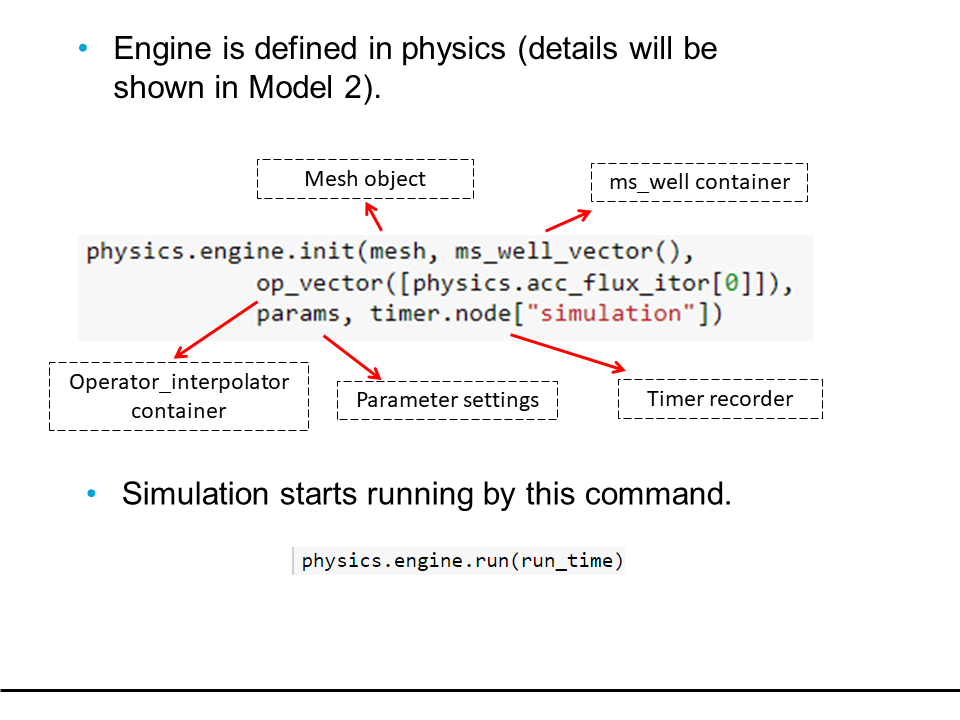 • Engine is defined in physics (details will be
shown in Model 2).
Mesh object
ms_well container
physics.engine.init(mesh, ms_well_vector(),
op_vector([physics.acc_flux_itor[0]]),
params, timer.node["simulation"])
Operator_interpolator
container
Parameter settings
Timer recorder
• Simulation starts running by this command.
physics.engine.run(run_time)